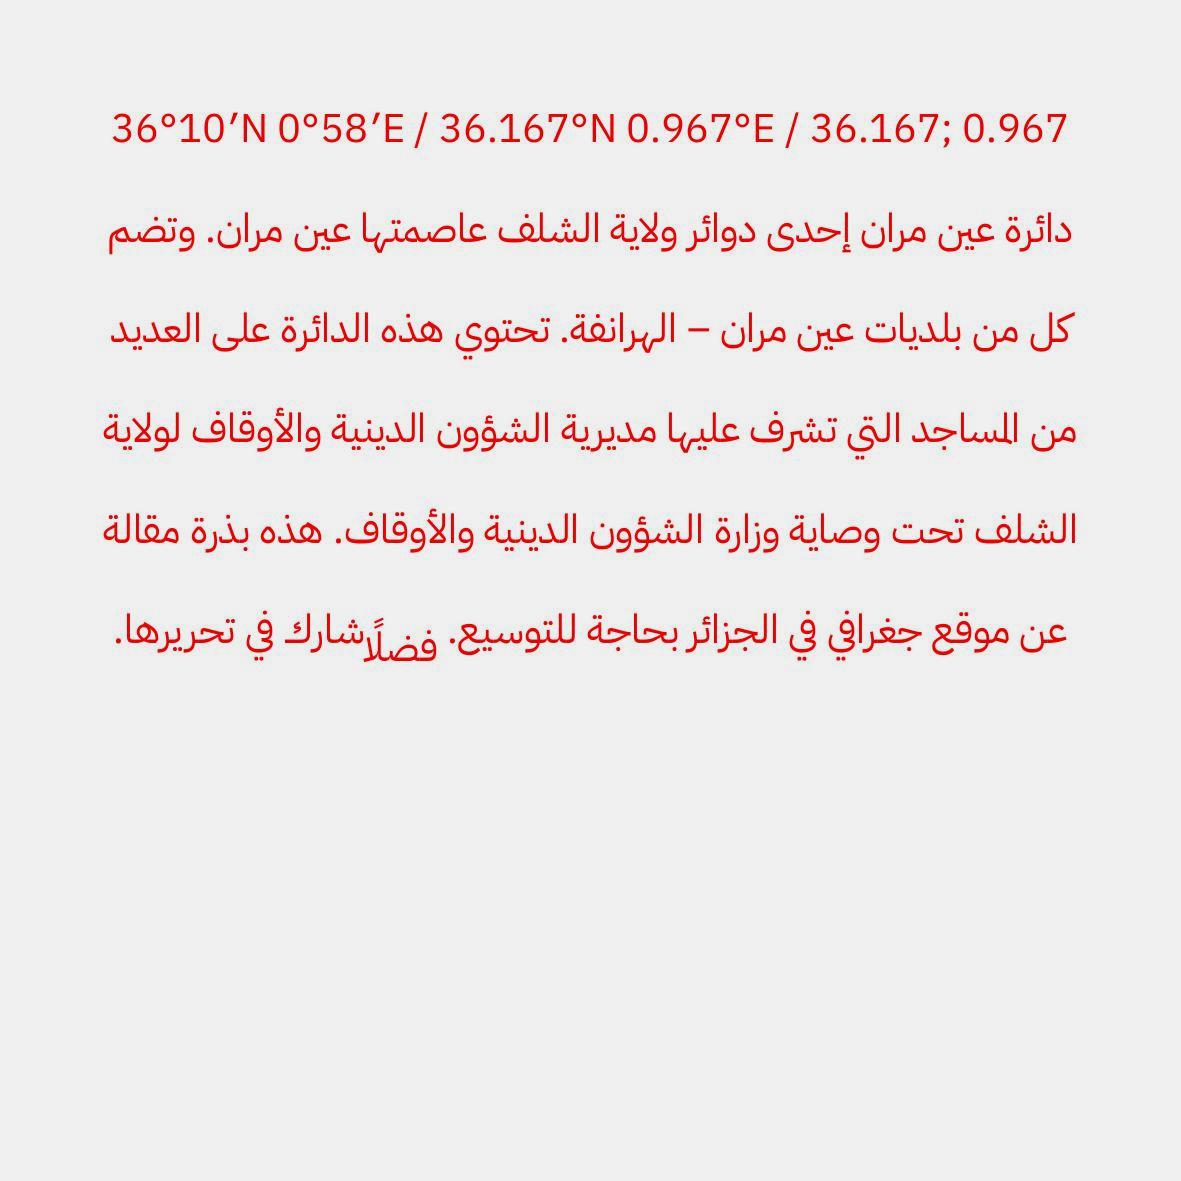 36°10′N 0°58′E / 36.167°N 0.967°E / 36.167; 0.967
دائرة عين مران إحدى دوائر ولاية الشلف عاصمتها عين مران. وتضم
كل من بلديات عين مران – الهرانفة. تحتوي هذه الدائرة على العديد
من المساجد التي تشرف عليها مديرية الشؤون الدينية والأوقاف لولاية
الشلف تحت وصاية وزارة الشؤون الدينية والأوقاف. هذه بذرة مقالة
عن موقع جغرافي في الجزائر بحاجة للتوسيع. فضلًا شارك في تحريرها.